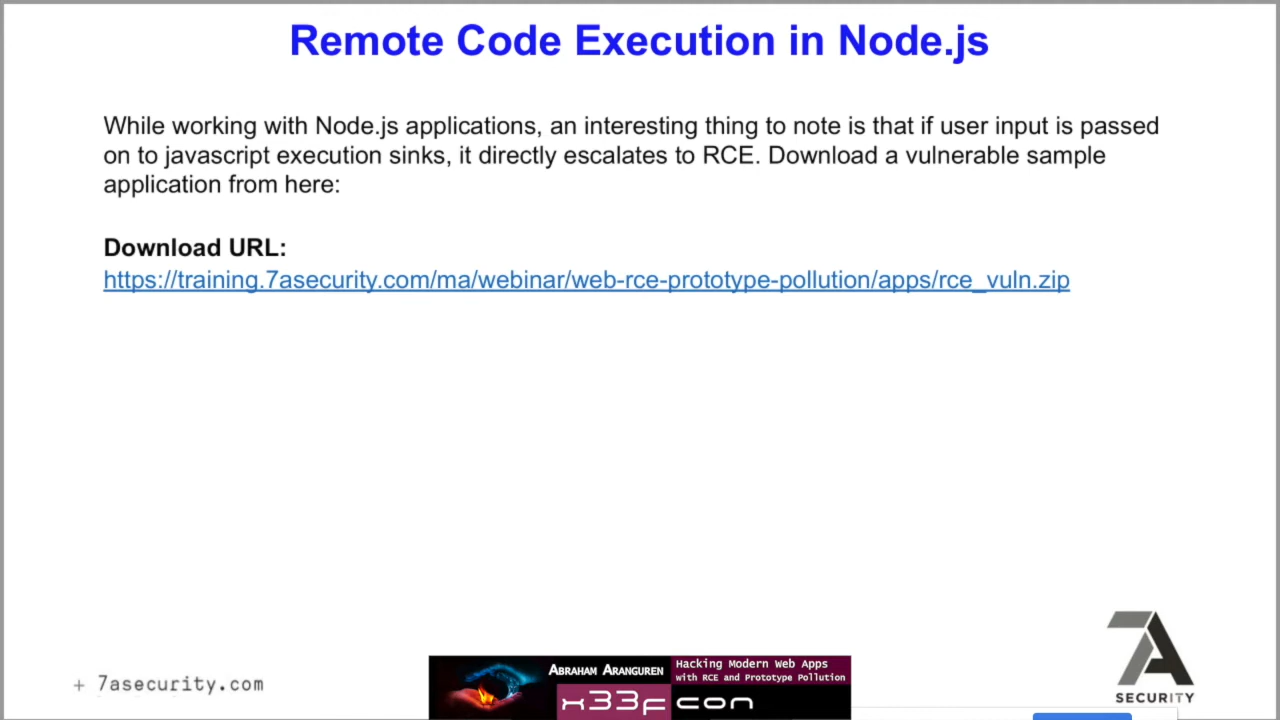 Remote Code Execution in Node.js
While working with Node.js applications, an interesting thing to note is that if user input is passed
on to javascript execution sinks, it directly escalates to RCE. Download a vulnerable sample
application from here:
Download URL:
https://training.7asecurity.com/ma/webinar/web-rce-prototype-pollution/apps/rce_vuln.zip
7A
SECURITY
+ 7asecurity.com
ABRAHAM ARANGUREN
Hacking Modern Web Apps
with RCE and Prototype Pollution
x33fcon